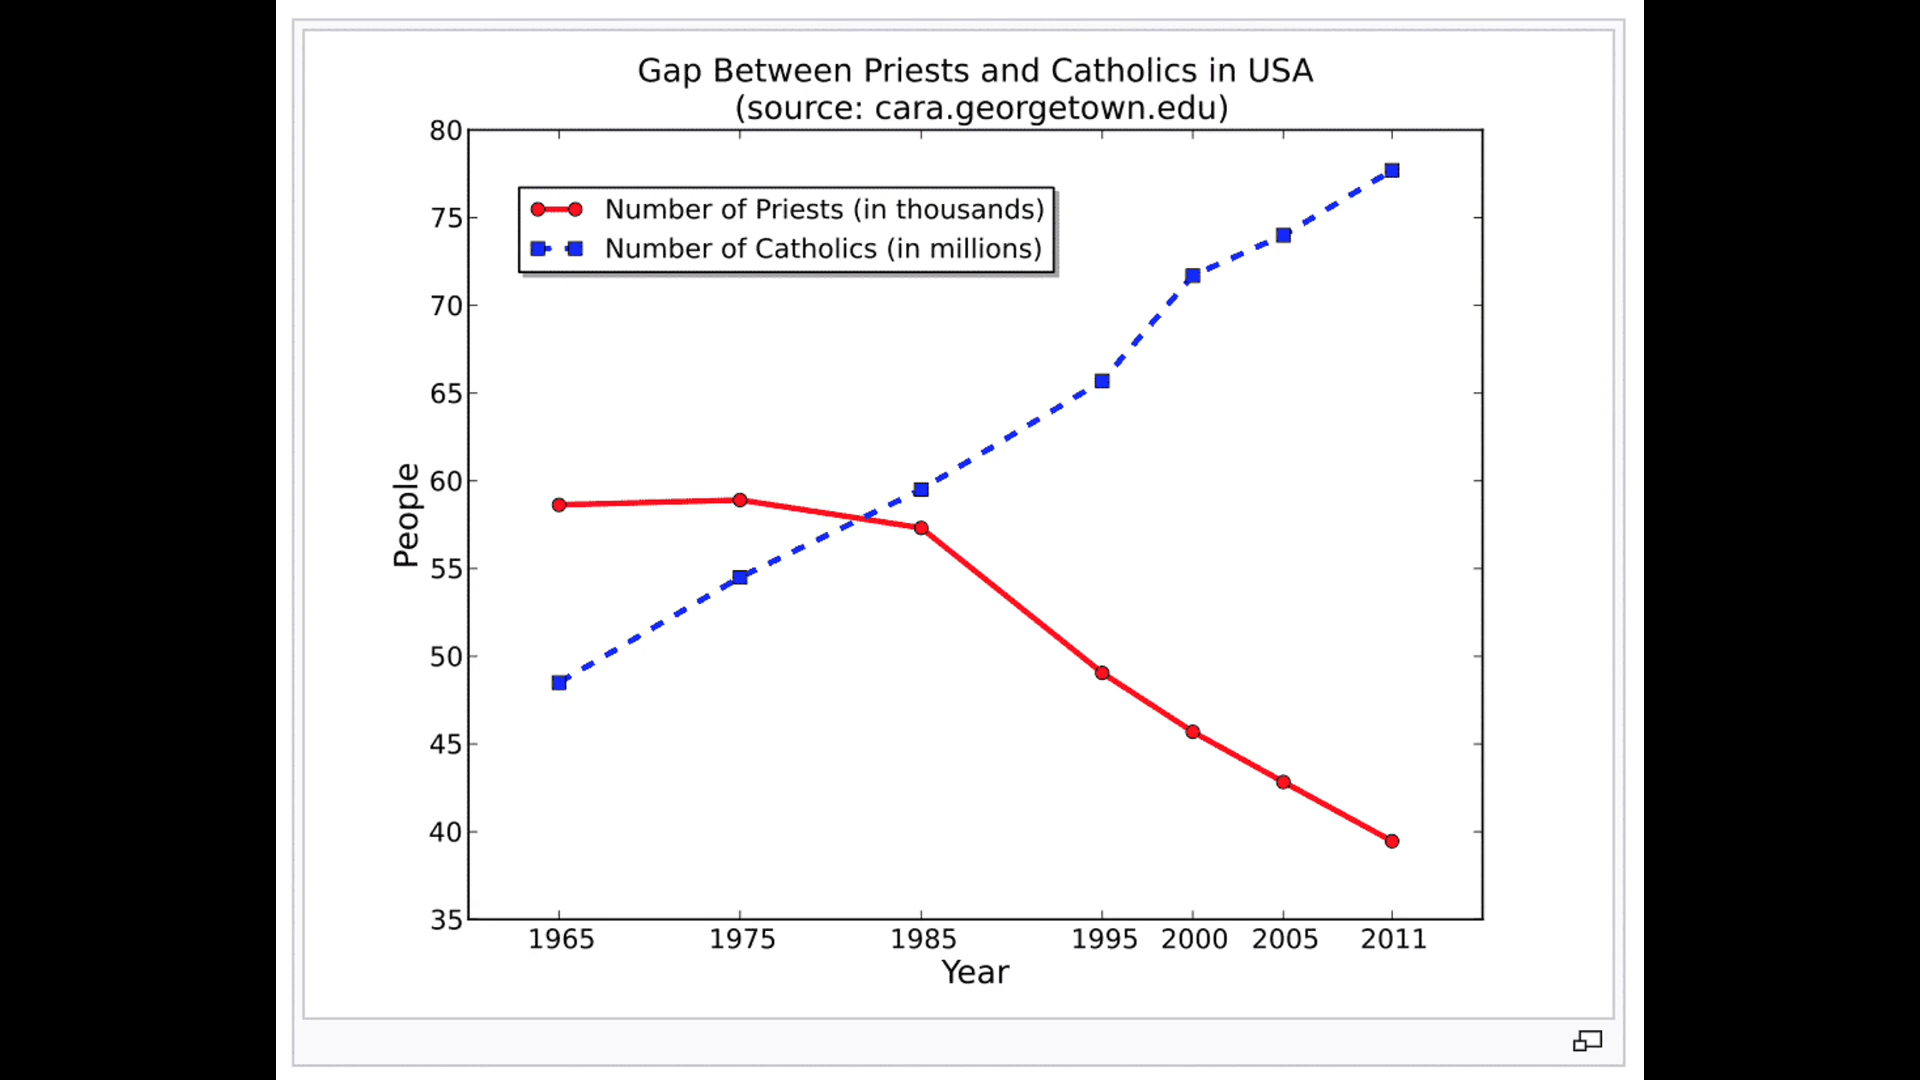 Gap Between Priests and Catholics in USA
(source: cara.georgetown.edu)
80
75
70
65
60
55
50
45
40
35
Number of Priests (in thousands)
Number of Catholics (in millions)
People
1965 1975 1985 1995 2000 2005 2011
Year